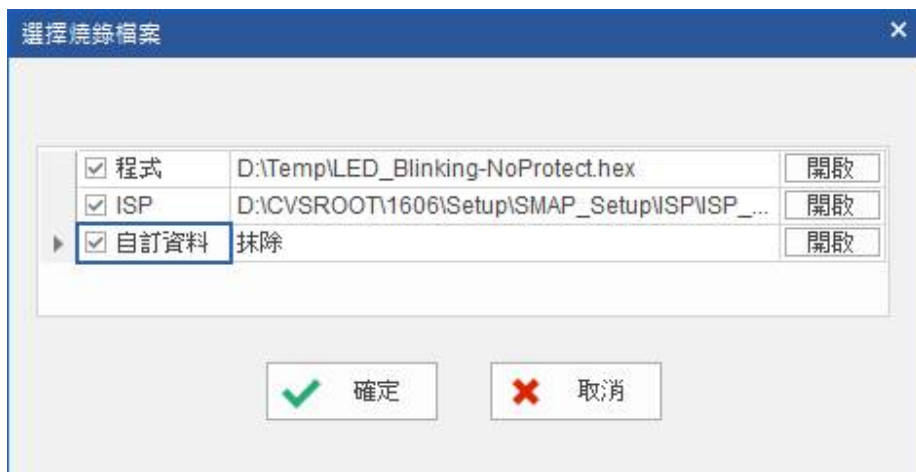 選擇燒錄檔案
程式 D:\Temp\LED_Blinking-NoProtect.hex 開啟
ISP D:\CVSROOT\1606\Setup\SMAP_Setup\ISP\ISP_... 開啟
自訂資料 抹除 開啟
確定 取消